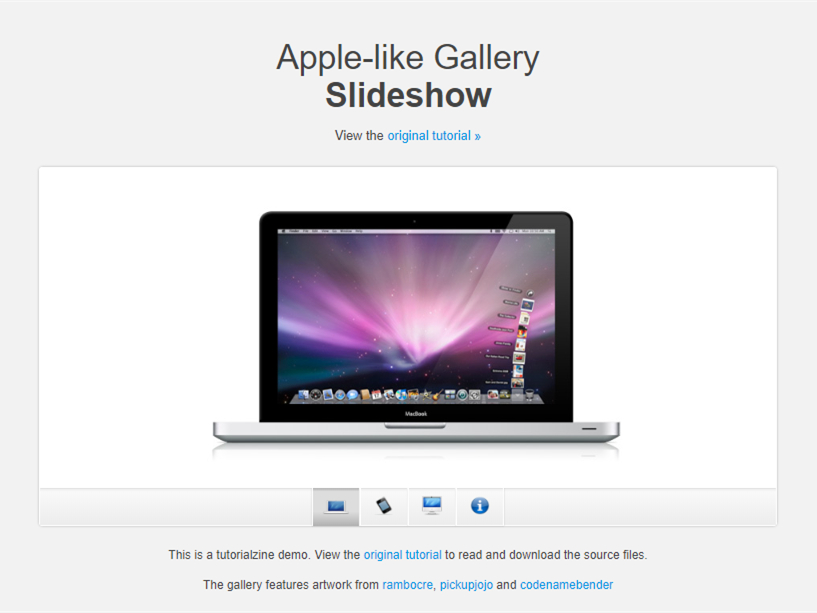 Apple-like Gallery
Slideshow
View the original tutorial »
MacBook
This is a tutorialzine demo. View the original tutorial to read and download the source files.
The gallery features artwork from rambocre, pickupjojo and codenamebender